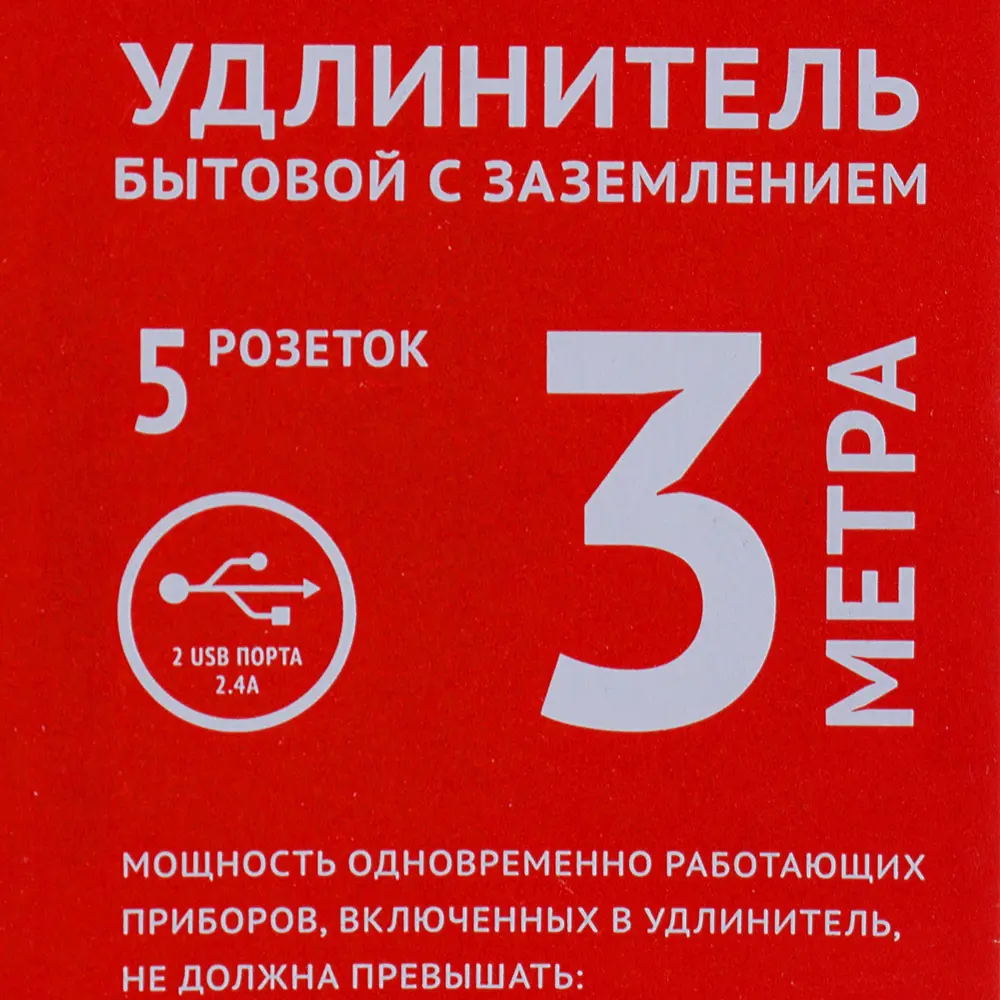 УДЛИНИТЕЛЬ
БЫТОВОЙ С ЗАЗЕМЛЕНИЕМ
5 РОЗЕТОК
3 МЕТРА
2 USB ПОРТА
2.4А
МОЩНОСТЬ ОДНОВРЕМЕННО РАБОТАЮЩИХ
ПРИБОРОВ, ВКЛЮЧЕННЫХ В УДЛИНИТЕЛЬ,
НЕ ДОЛЖНА ПРЕВЫШАТЬ: